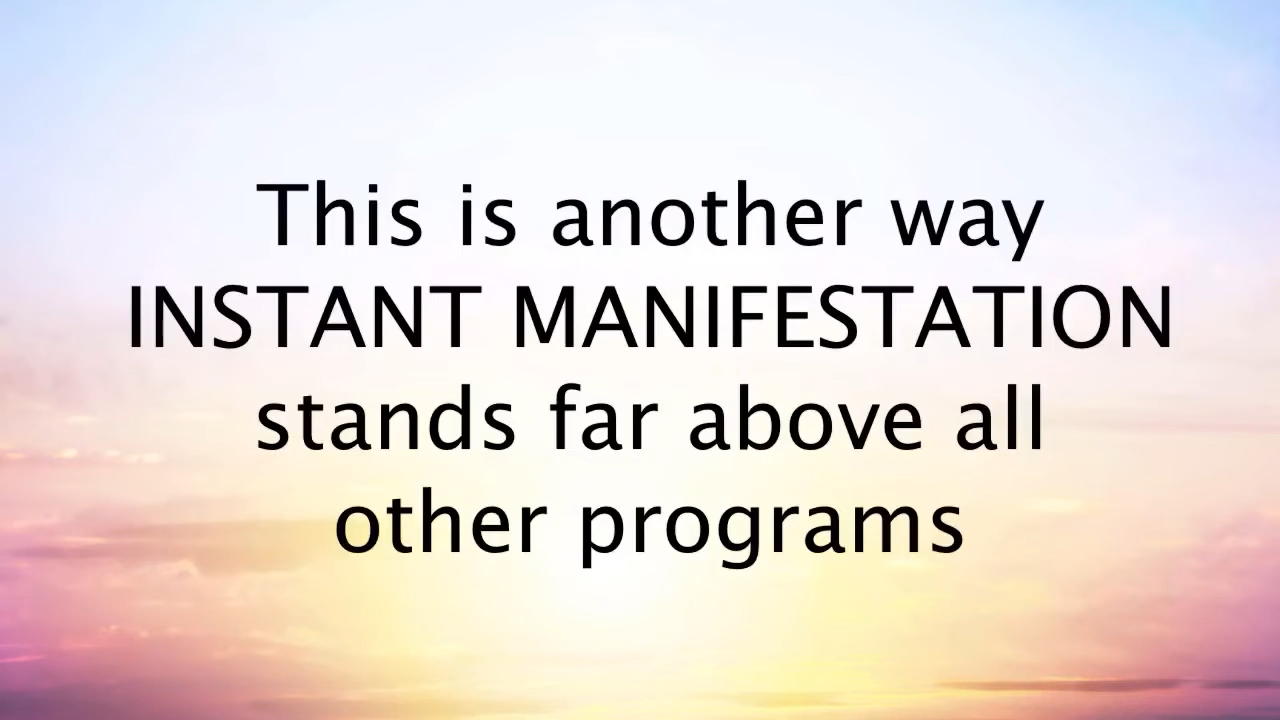 This is another way
INSTANT MANIFESTATION
stands far above all
other programs